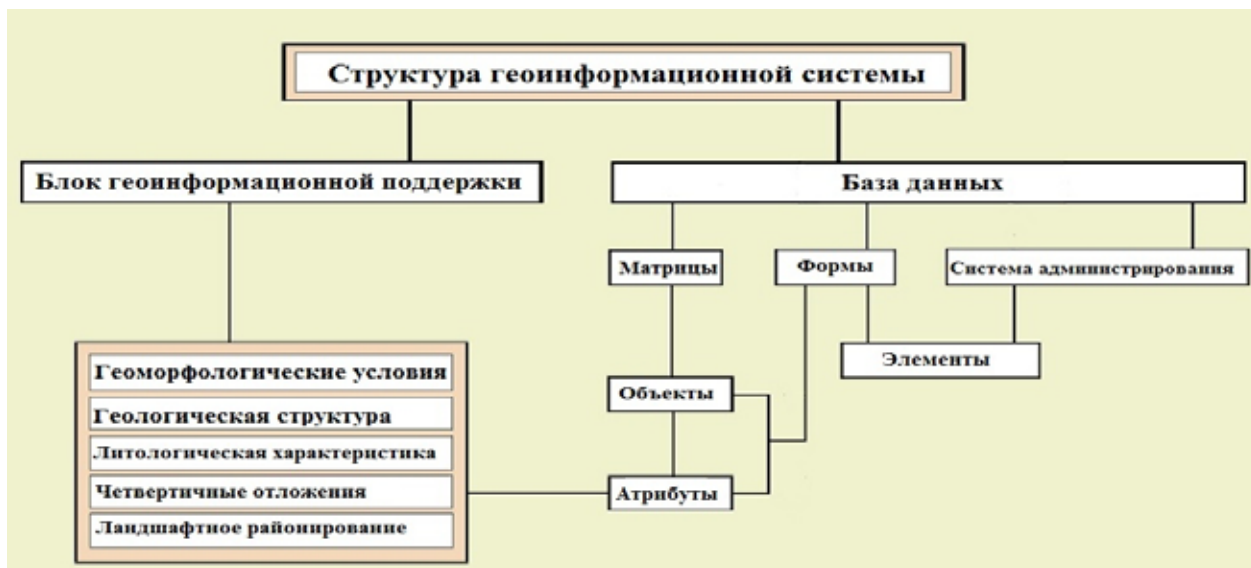 Структура геоинформационной системы
Блок геоинформационной поддержки
База данных
Матрицы
Формы
Система администрирования
Элементы
Объекты
Атрибуты
Геоморфологические условия
Геологическая структура
Литологическая характеристика
Четвертичные отложения
Ландшафтное районирование